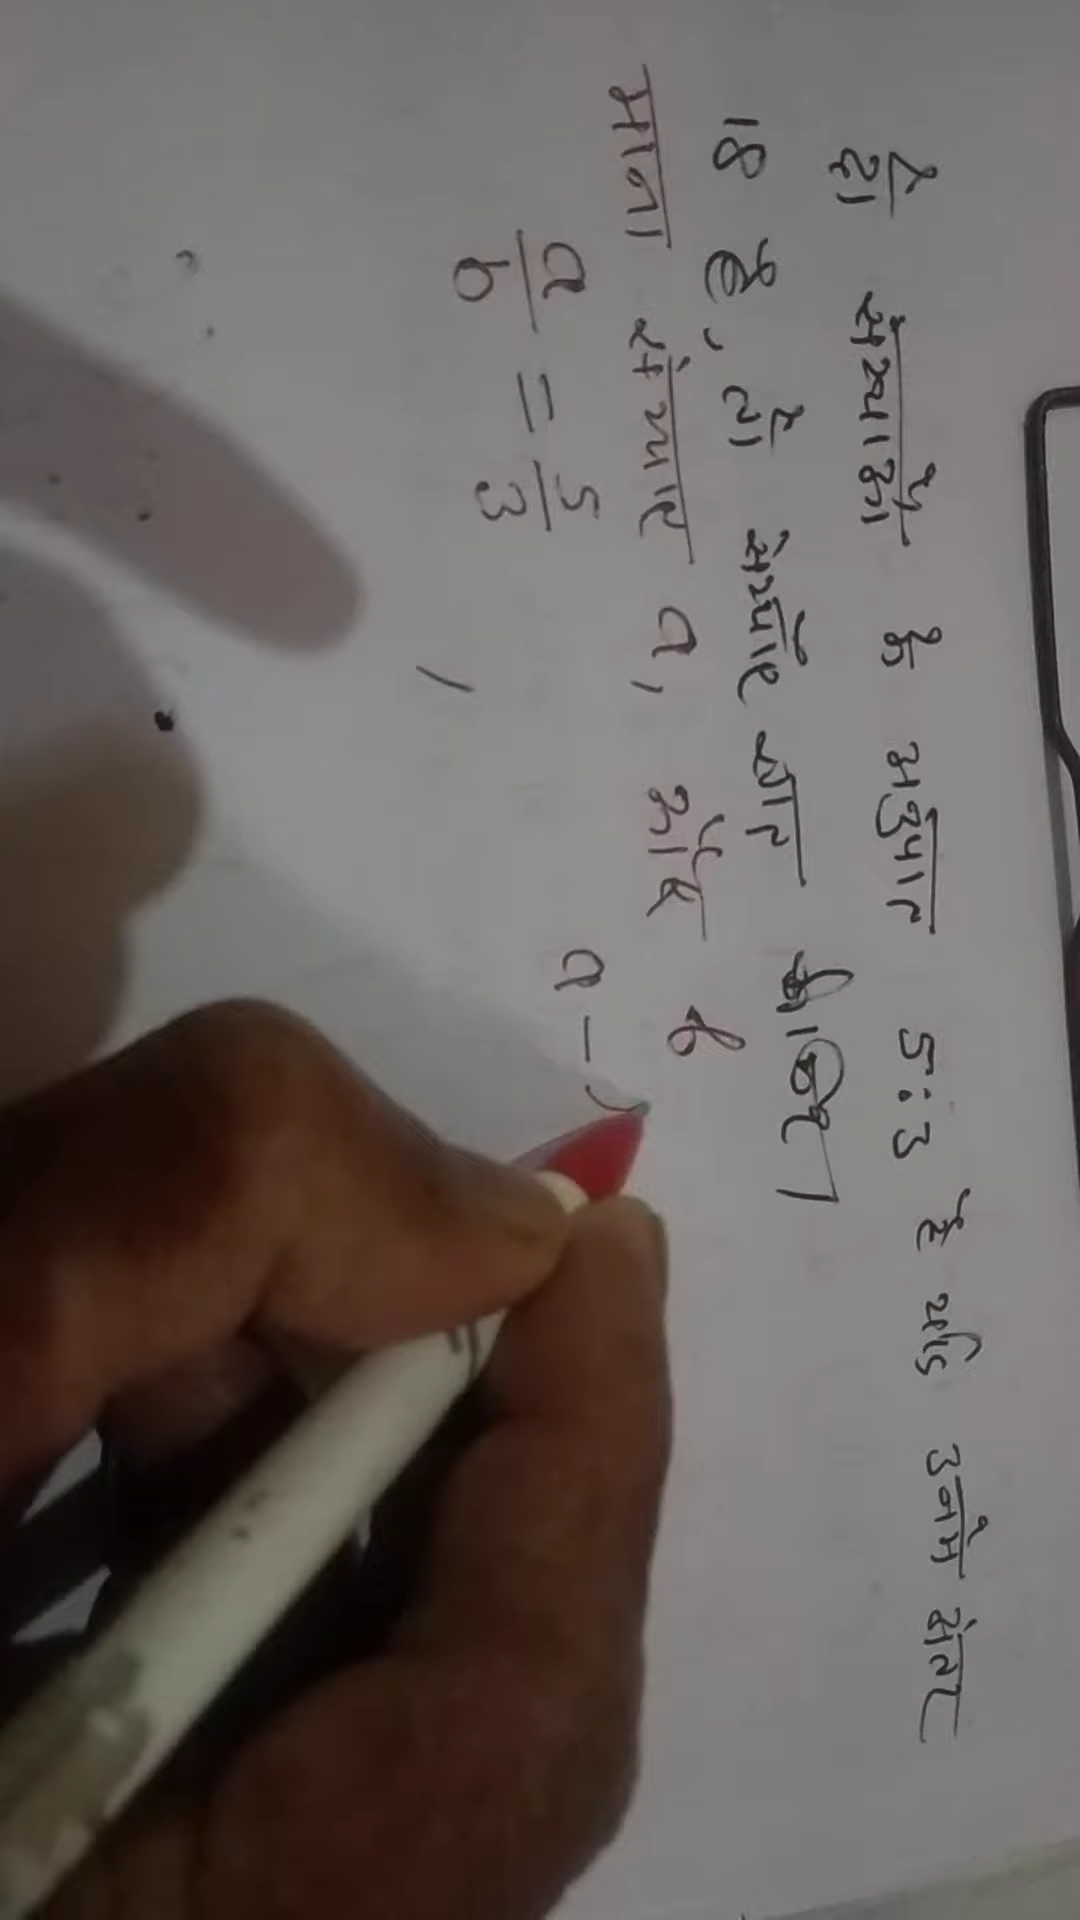 दो संख्याओं के अनुपात 5:3 है यदि उनमें अंतर
18 है, तो संख्याएँ ज्ञात कीजिए।
माना संख्याए a, और b
a/b = 5/3 , a -